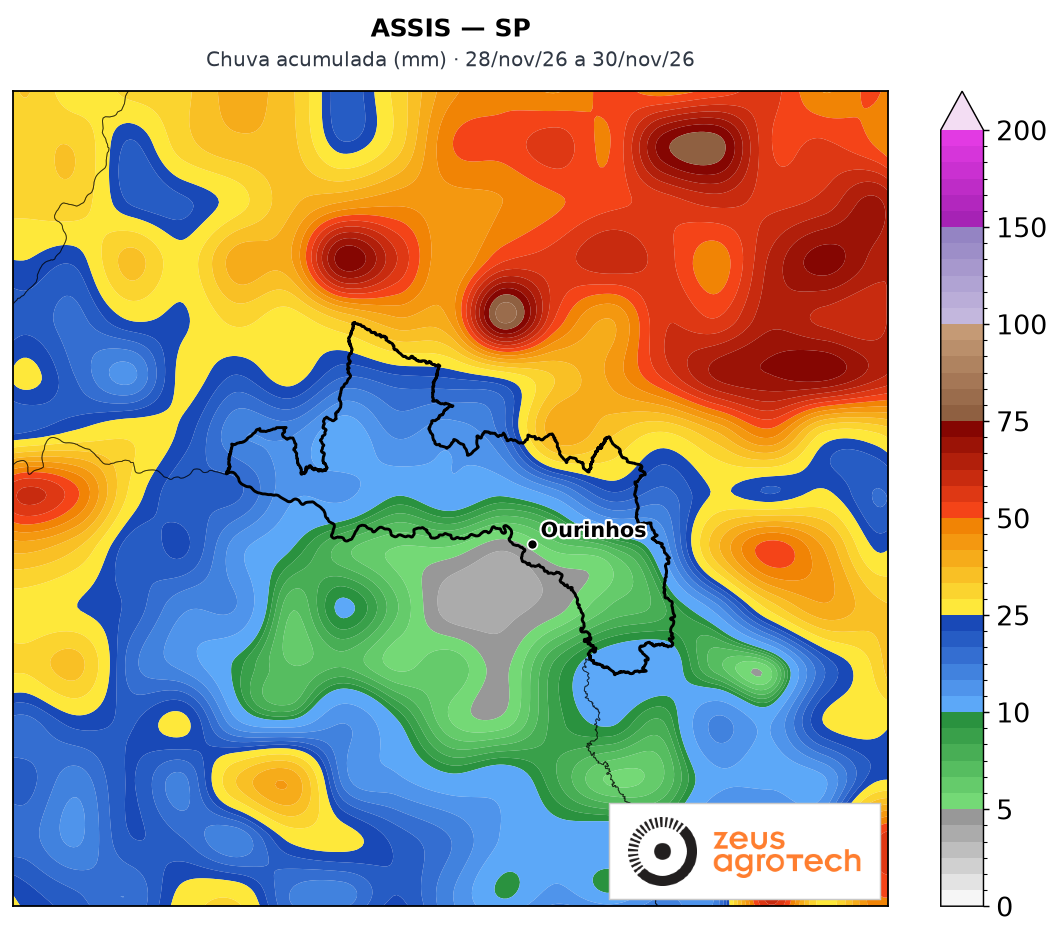 ASSIS — SP
Chuva acumulada (mm) · 28/nov/26 a 30/nov/26
200
150
100
75
50
25
10
5
0
Ourinhos
zeus
agrotech